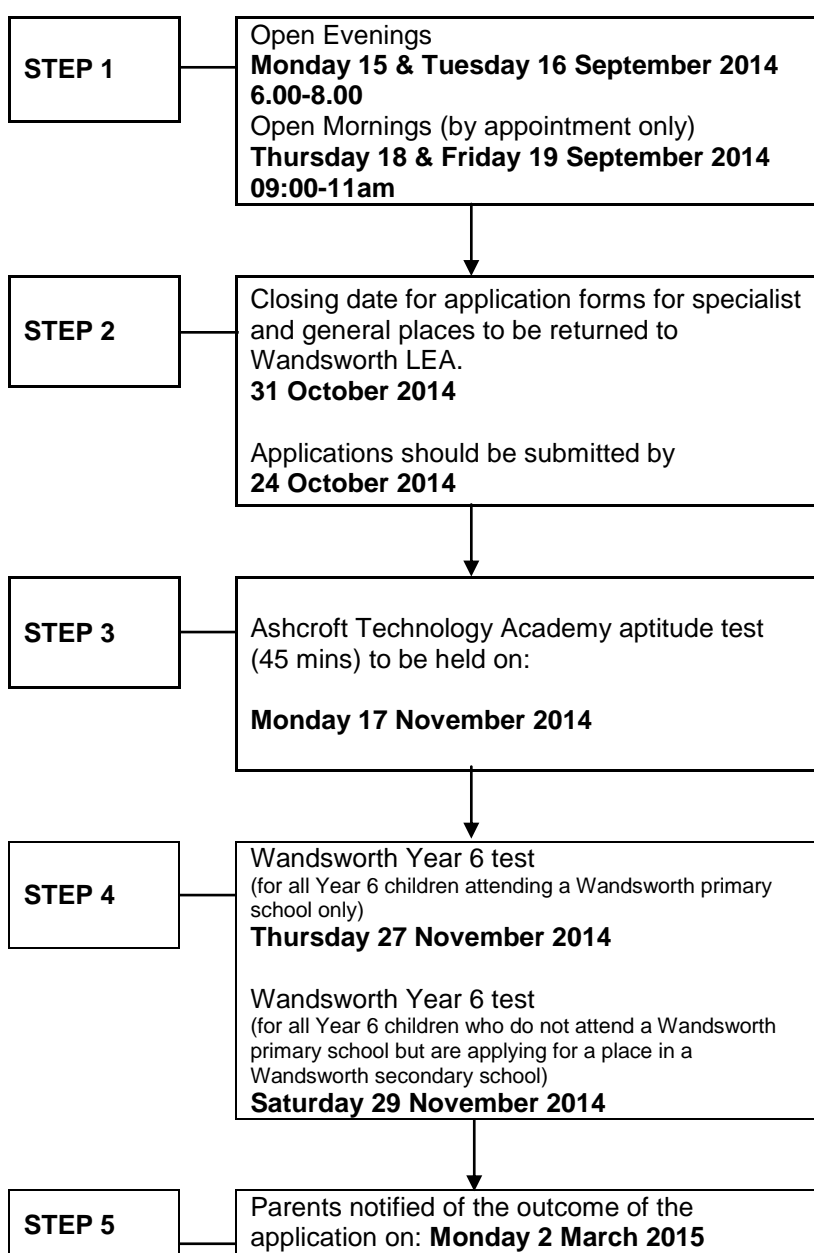 STEP 1
Open Evenings
Monday 15 & Tuesday 16 September 2014
6.00-8.00
Open Mornings (by appointment only)
Thursday 18 & Friday 19 September 2014
09:00-11am
STEP 2
Closing date for application forms for specialist
and general places to be returned to
Wandsworth LEA.
31 October 2014
Applications should be submitted by
24 October 2014
STEP 3
Ashcroft Technology Academy aptitude test
(45 mins) to be held on:
Monday 17 November 2014
STEP 4
Wandsworth Year 6 test
(for all Year 6 children attending a Wandsworth primary
school only)
Thursday 27 November 2014
Wandsworth Year 6 test
(for all Year 6 children who do not attend a Wandsworth
primary school but are applying for a place in a
Wandsworth secondary school)
Saturday 29 November 2014
STEP 5
Parents notified of the outcome of the
application on: Monday 2 March 2015